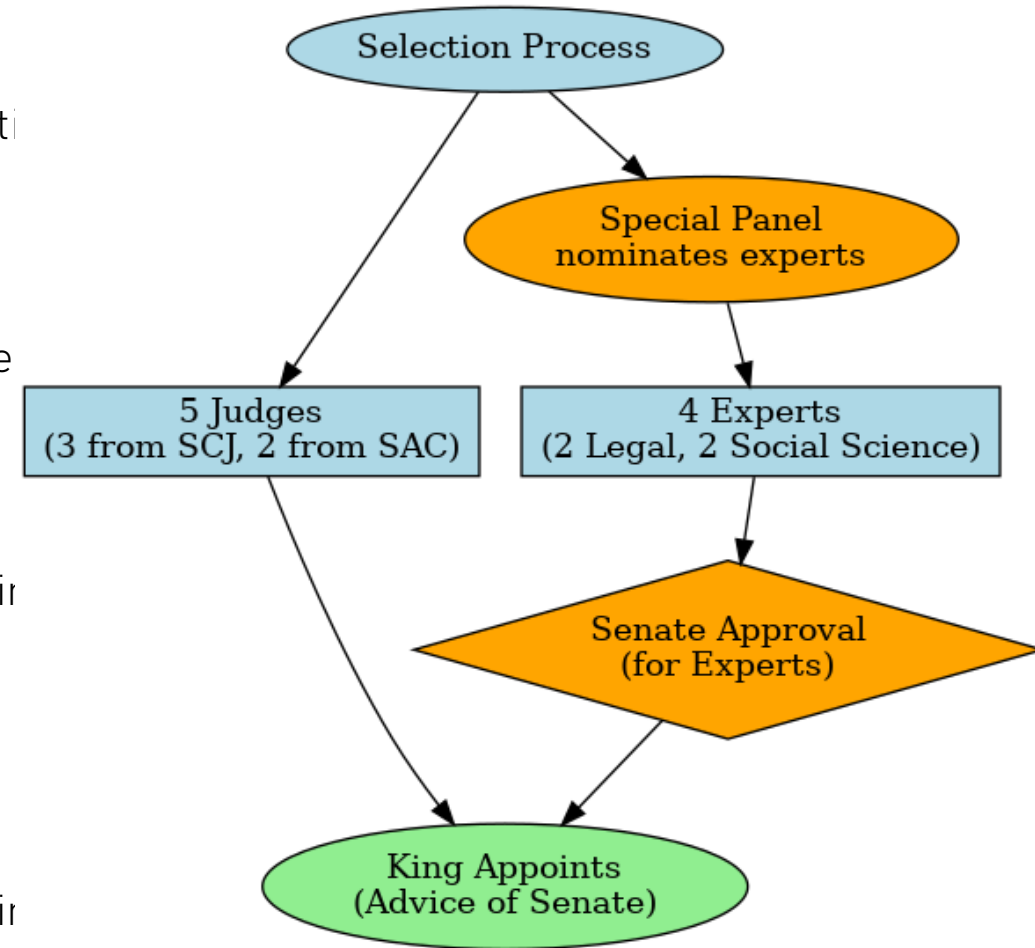 Selection Process
Special Panel
nominates experts
5 Judges
(3 from SCJ, 2 from SAC)
4 Experts
(2 Legal, 2 Social Science)
Senate Approval
(for Experts)
King Appoints
(Advice of Senate)